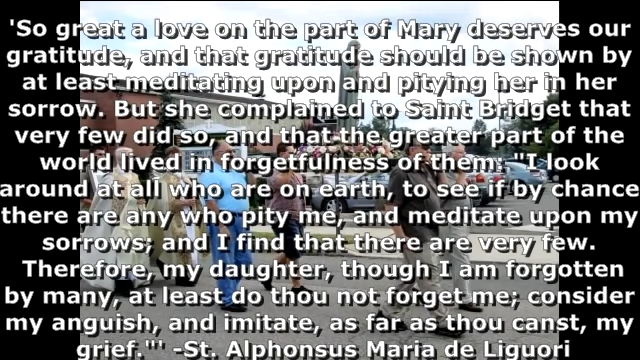 'So great a love on the part of Mary deserves our
gratitude, and that gratitude should be shown by
at least meditating upon and pitying her in her
sorrow. But she complained to Saint Bridget that
very few did so, and that the greater part of the
world lived in forgetfulness of them: "I look
around at all who are on earth, to see if by chance
there are any who pity me, and meditate upon my
sorrows; and I find that there are very few.
Therefore, my daughter, though I am forgotten
by many, at least do thou not forget me; consider
my anguish, and imitate, as far as thou canst, my
grief."' -St. Alphonsus Maria de Liguori